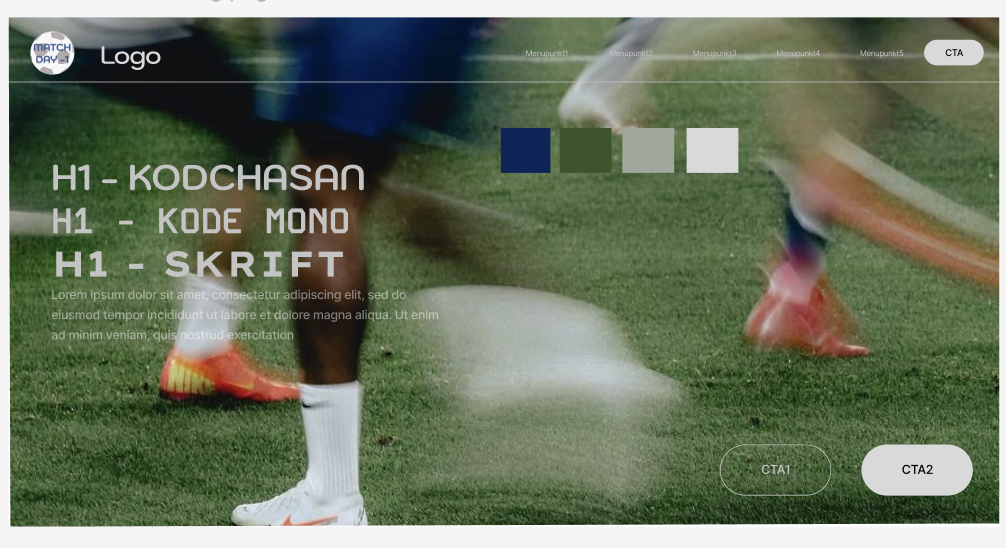 MATCH
DAY -1
Logo
Menupunkt1
Menupunkt2
Menupunkt3
Menupunkt4
Menupunkt5
CTA
H1 - KODCHASAN
H1 - KODE MONO
H1 - SKRIFT
Lorem ipsum dolor sit amet, consectetur adipiscing elit, sed do
eiusmod tempor incididunt ut labore et dolore magna aliqua. Ut enim
ad minim veniam, quis nostrud exercitation
CTA1
CTA2